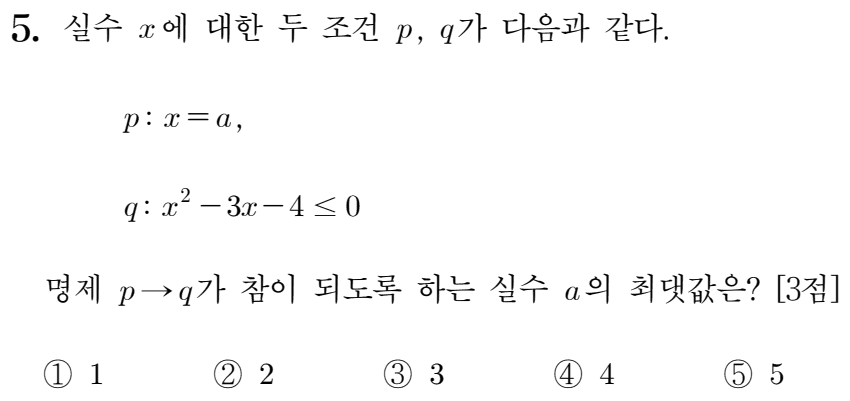 5. 실수 x에 대한 두 조건 p, q가 다음과 같다.
p: x=a,
q: x²-3x-4≤0
명제 p→q가 참이 되도록 하는 실수 a의 최댓값은? [3점]
① 1 ② 2 ③ 3 ④ 4 ⑤ 5